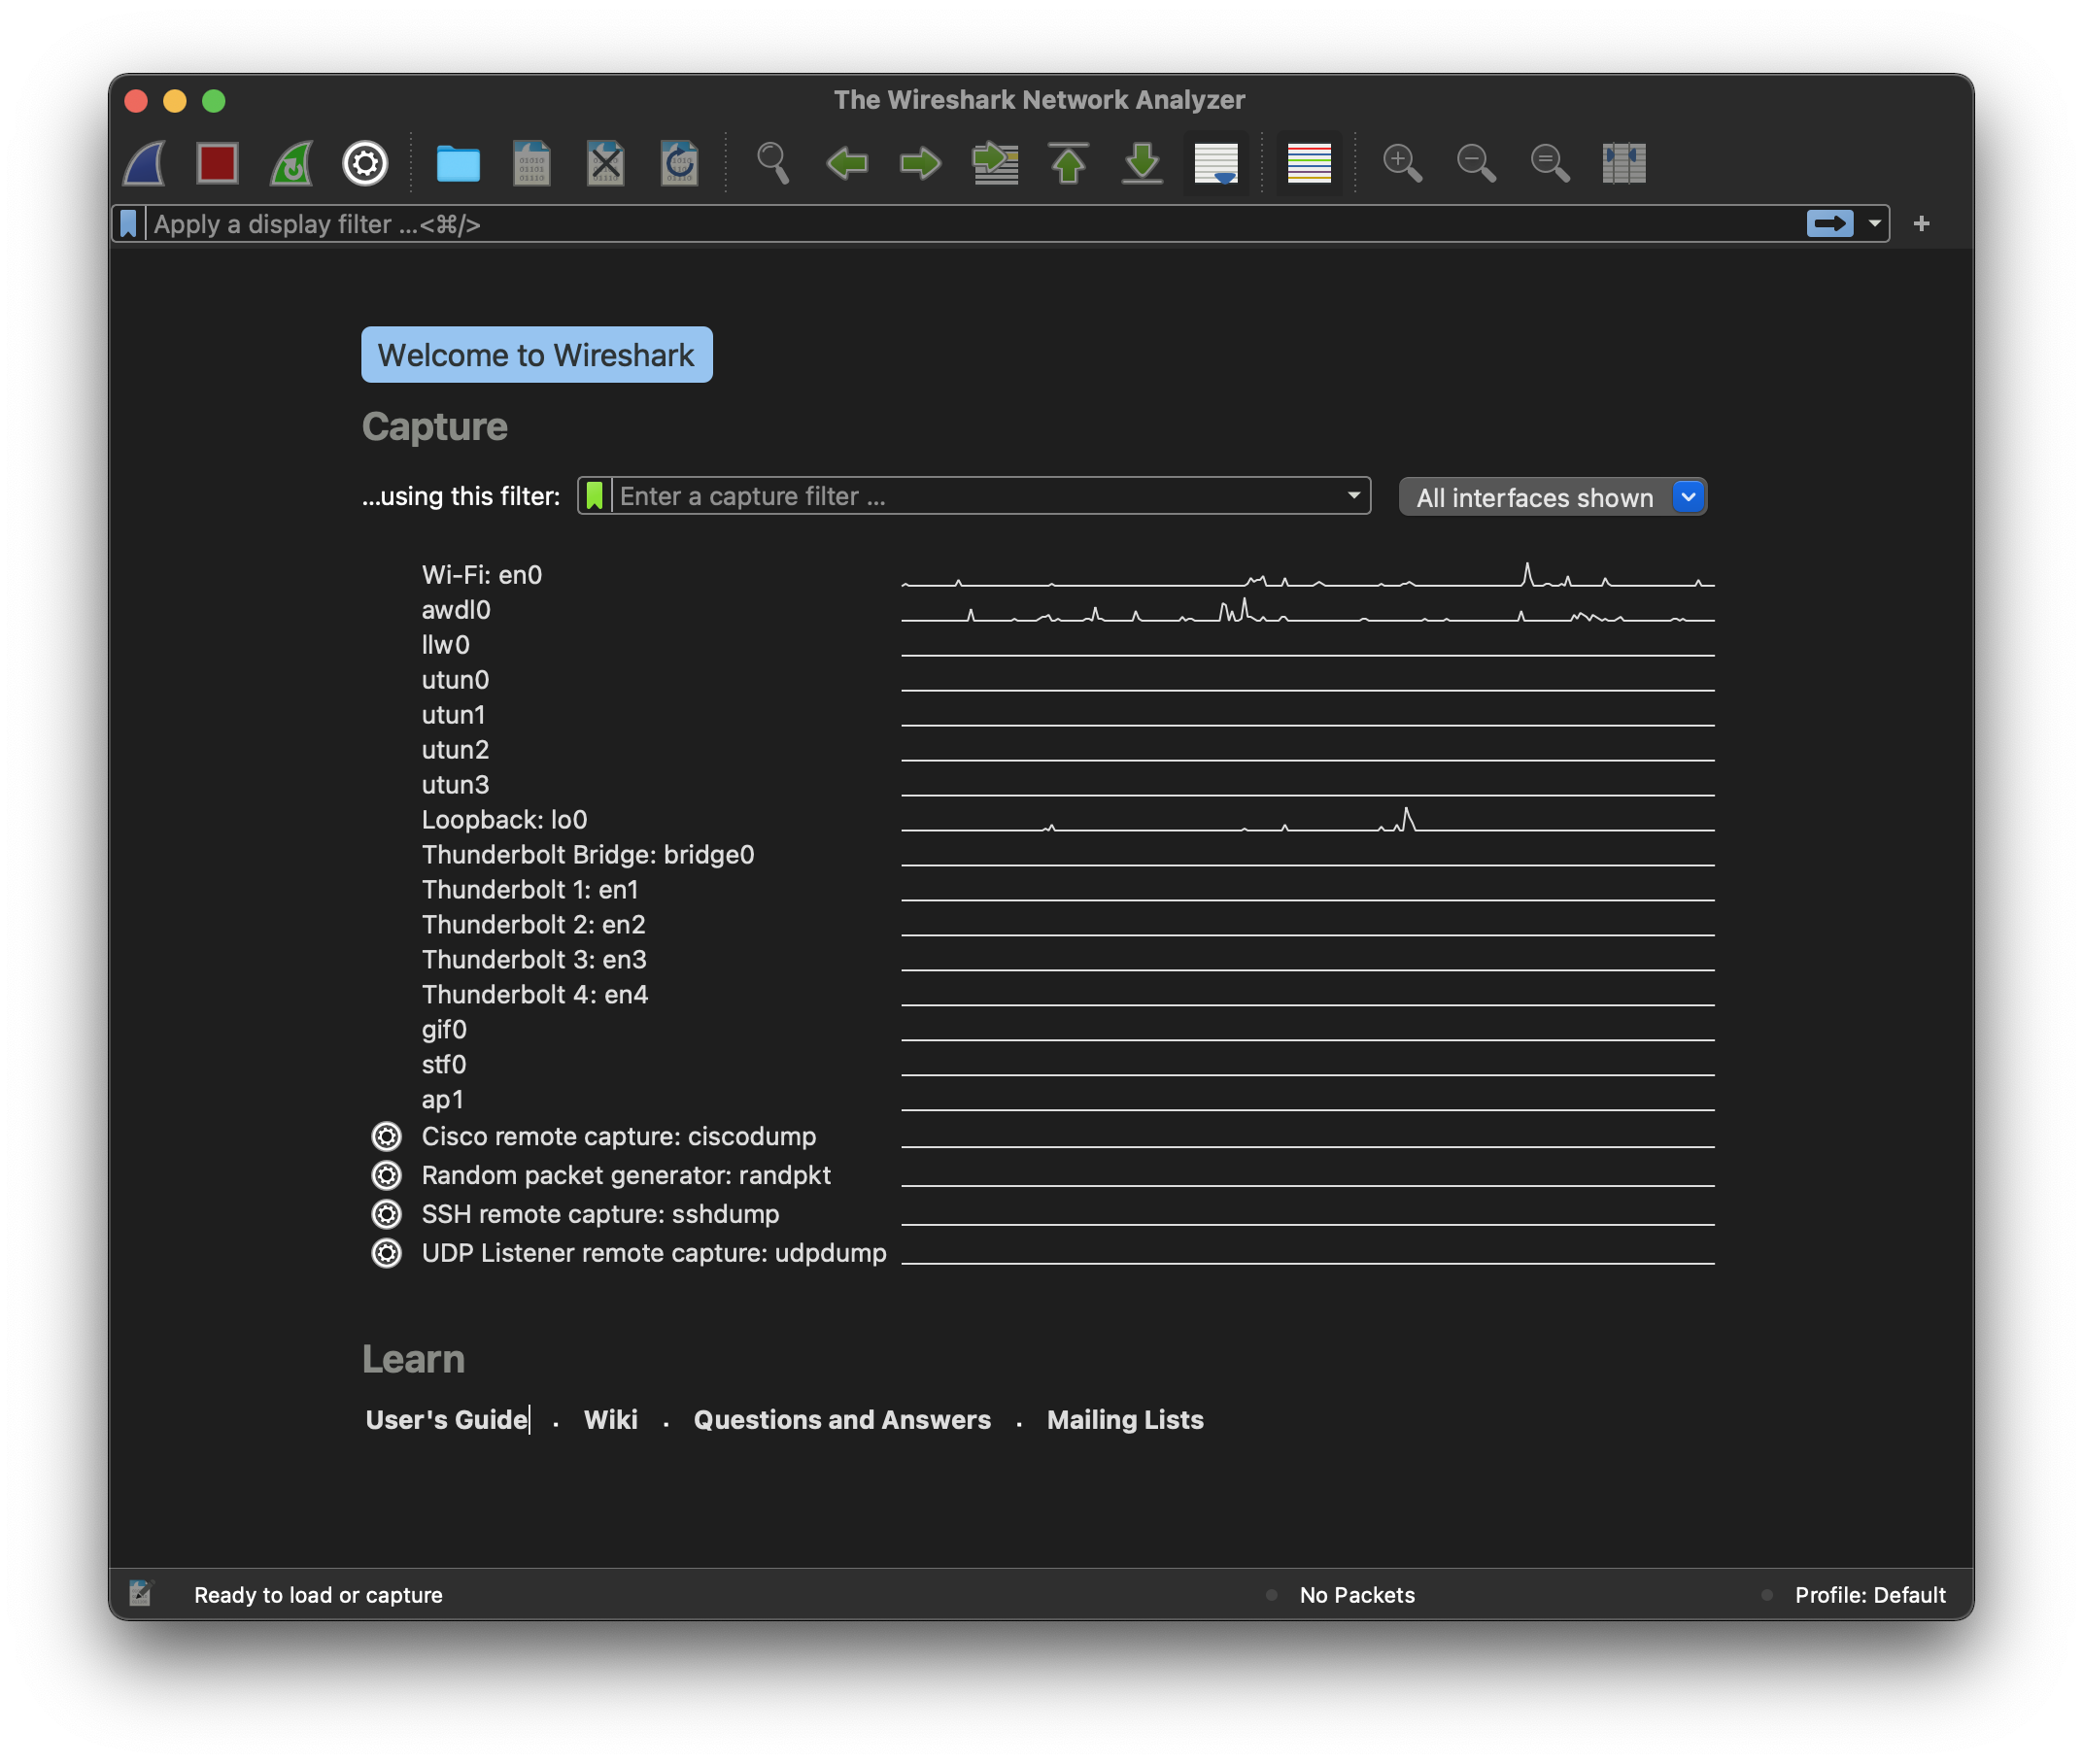 The Wireshark Network Analyzer
Apply a display filter ... <⌘/>
Welcome to Wireshark
Capture
...using this filter: Enter a capture filter ... All interfaces shown
Wi-Fi: en0
awdl0
llw0
utun0
utun1
utun2
utun3
Loopback: lo0
Thunderbolt Bridge: bridge0
Thunderbolt 1: en1
Thunderbolt 2: en2
Thunderbolt 3: en3
Thunderbolt 4: en4
gif0
stf0
ap1
Cisco remote capture: ciscodump
Random packet generator: randpkt
SSH remote capture: sshdump
UDP Listener remote capture: udpdump
Learn
User's Guide · Wiki · Questions and Answers · Mailing Lists
Ready to load or capture No Packets Profile: Default